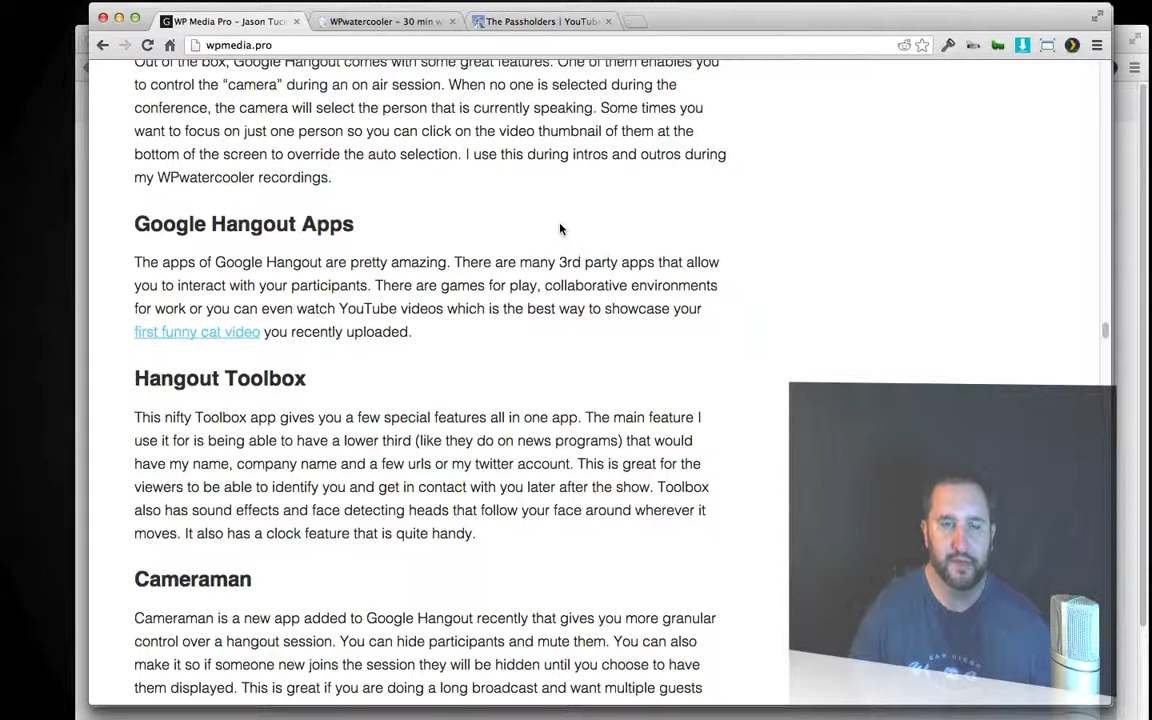 WP Media Pro - Jason Tuck
WPwatercooler - 30 min w
The Passholders | YouTub
wpmedia.pro
Out of the box, Google Hangout comes with some great features. One of them enables you
to control the “camera” during an on air session. When no one is selected during the
conference, the camera will select the person that is currently speaking. Some times you
want to focus on just one person so you can click on the video thumbnail of them at the
bottom of the screen to override the auto selection. I use this during intros and outros during
my WPwatercooler recordings.
Google Hangout Apps
The apps of Google Hangout are pretty amazing. There are many 3rd party apps that allow
you to interact with your participants. There are games for play, collaborative environments
for work or you can even watch YouTube videos which is the best way to showcase your
first funny cat video you recently uploaded.
Hangout Toolbox
This nifty Toolbox app gives you a few special features all in one app. The main feature I
use it for is being able to have a lower third (like they do on news programs) that would
have my name, company name and a few urls or my twitter account. This is great for the
viewers to be able to identify you and get in contact with you later after the show. Toolbox
also has sound effects and face detecting heads that follow your face around wherever it
moves. It also has a clock feature that is quite handy.
Cameraman
Cameraman is a new app added to Google Hangout recently that gives you more granular
control over a hangout session. You can hide participants and mute them. You can also
make it so if someone new joins the session they will be hidden until you choose to have
them displayed. This is great if you are doing a long broadcast and want multiple guests
SAN DIEGO